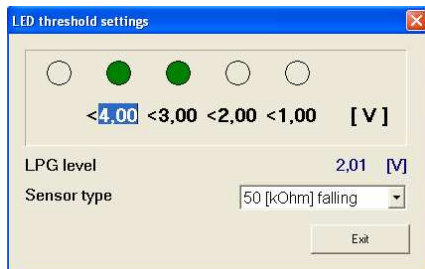 LED threshold settings
<4,00 <3,00 <2,00 <1,00 [ V ]
LPG level 2,01 [V]
Sensor type 50 [kOhm] falling
Exit